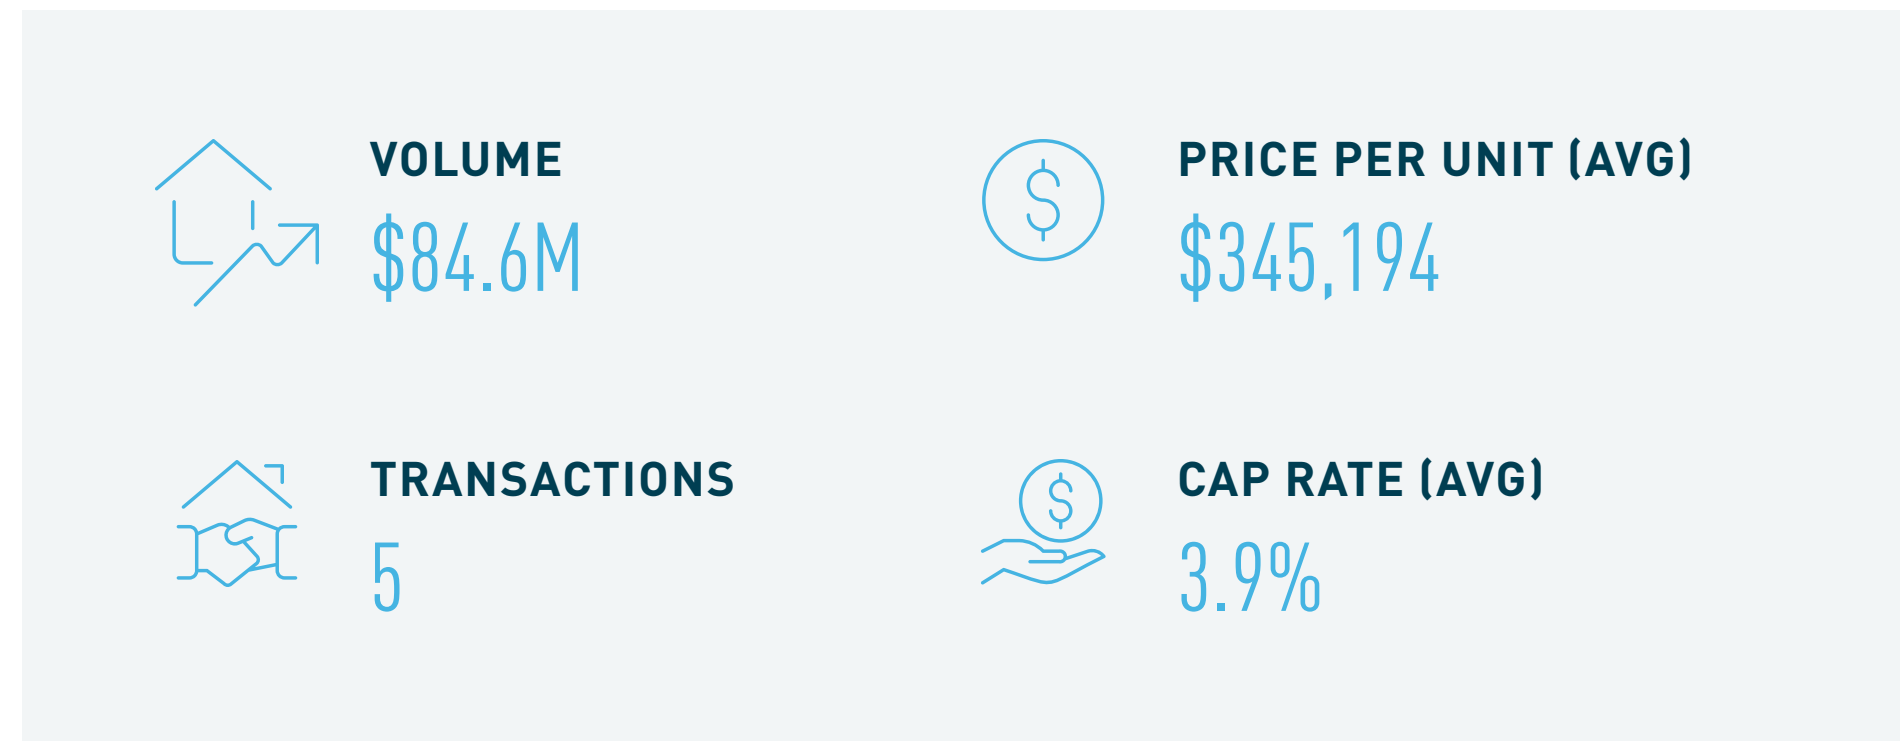 VOLUME
$84.6M
PRICE PER UNIT (AVG)
$345,194
TRANSACTIONS
5
CAP RATE (AVG)
3.9%